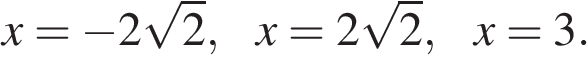 x = −2√2,   x = 2√2,   x = 3.